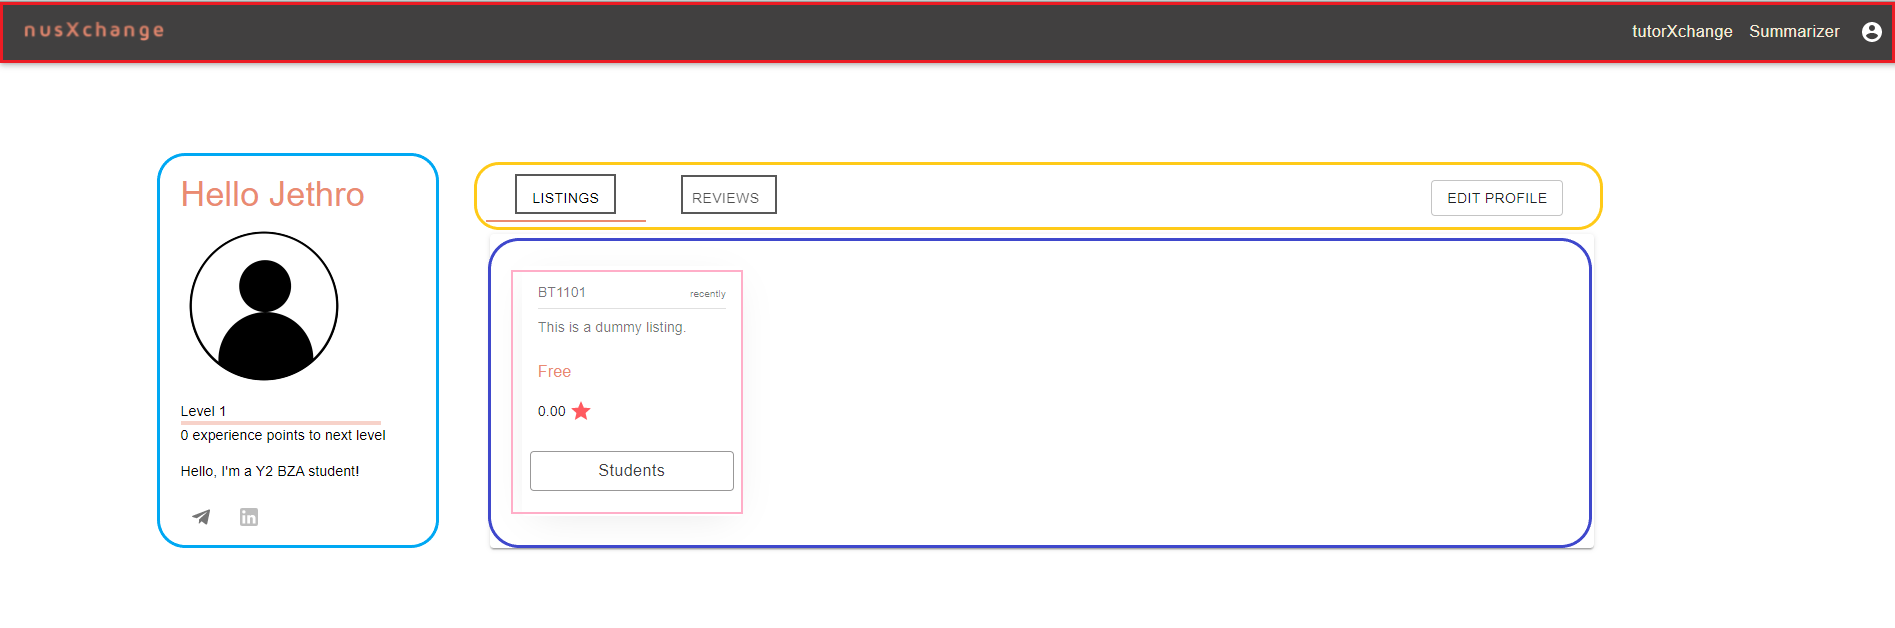 nusXchange
tutorXchange Summarizer
Hello Jethro
Level 1
0 experience points to next level
Hello, I'm a Y2 BZA student!
LISTINGS REVIEWS EDIT PROFILE
BT1101 recently
This is a dummy listing.
Free
0.00
Students